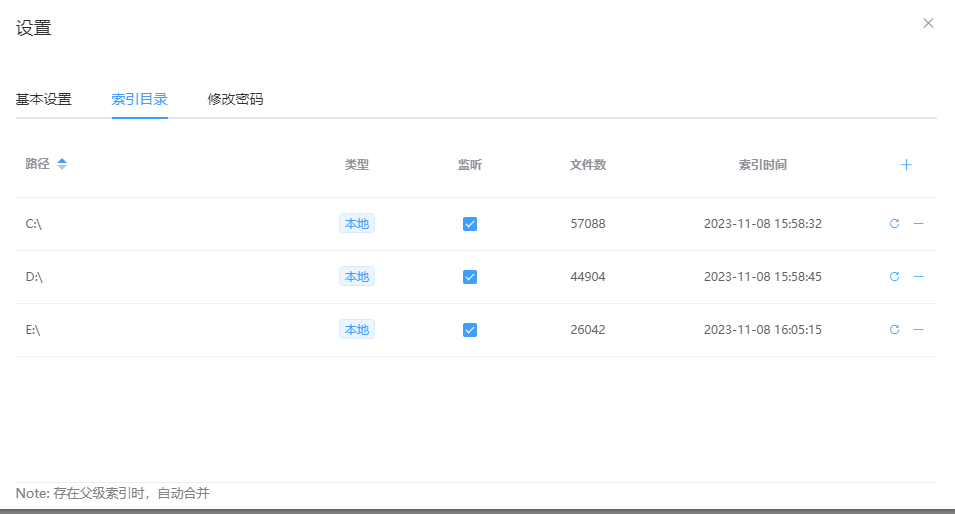 设置
基本设置 索引目录 修改密码
路径 类型 监听 文件数 索引时间
C:\ 本地 57088 2023-11-08 15:58:32
D:\ 本地 44904 2023-11-08 15:58:45
E:\ 本地 26042 2023-11-08 16:05:15
Note: 存在父级索引时，自动合并